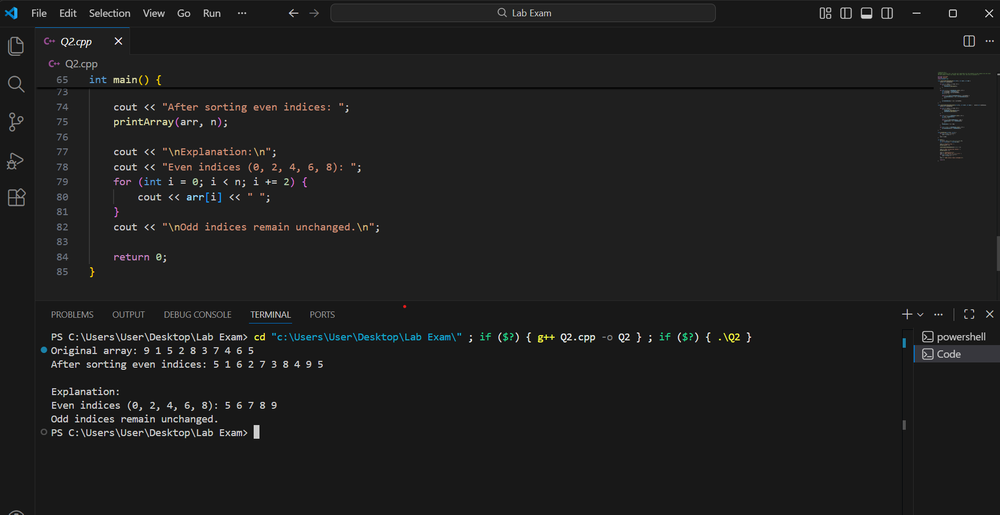 File Edit Selection View Go Run ··· Lab Exam
C++ Q2.cpp
C++ Q2.cpp
65 int main() {
73
74 cout << "After sorting even indices: ";
75 printArray(arr, n);
76
77 cout << "\nExplanation:\n";
78 cout << "Even indices (0, 2, 4, 6, 8): ";
79 for (int i = 0; i < n; i += 2) {
80 cout << arr[i] << " ";
81 }
82 cout << "\nOdd indices remain unchanged.\n";
83
84 return 0;
85 }
PROBLEMS OUTPUT DEBUG CONSOLE TERMINAL PORTS
PS C:\Users\User\Desktop\Lab Exam> cd "c:\Users\User\Desktop\Lab Exam\" ; if ($?) { g++ Q2.cpp -o Q2 } ; if ($?) { .\Q2 }
Original array: 9 1 5 2 8 3 7 4 6 5
After sorting even indices: 5 1 6 2 7 3 8 4 9 5
Explanation:
Even indices (0, 2, 4, 6, 8): 5 6 7 8 9
Odd indices remain unchanged.
PS C:\Users\User\Desktop\Lab Exam>
powershell
Code